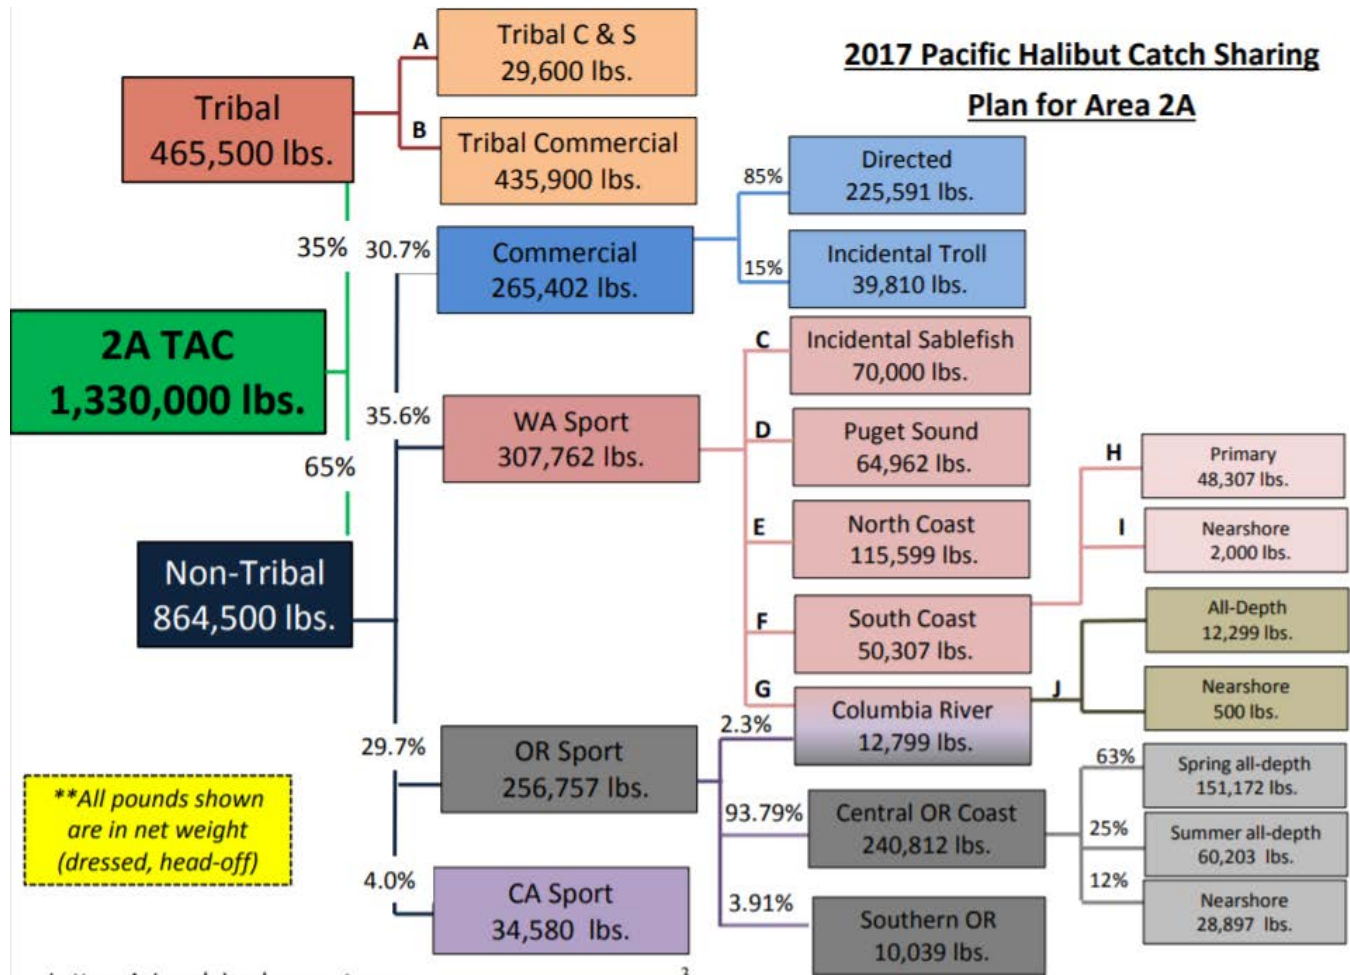 2017 Pacific Halibut Catch Sharing
Plan for Area 2A
2A TAC
1,330,000 lbs.
35%
65%
Tribal
465,500 lbs.
A
Tribal C & S
29,600 lbs.
B
Tribal Commercial
435,900 lbs.
Non-Tribal
864,500 lbs.
30.7%
Commercial
265,402 lbs.
85%
Directed
225,591 lbs.
15%
Incidental Troll
39,810 lbs.
35.6%
WA Sport
307,762 lbs.
C
Incidental Sablefish
70,000 lbs.
D
Puget Sound
64,962 lbs.
E
North Coast
115,599 lbs.
F
South Coast
50,307 lbs.
H
Primary
48,307 lbs.
I
Nearshore
2,000 lbs.
G
Columbia River
12,799 lbs.
J
All-Depth
12,299 lbs.
Nearshore
500 lbs.
29.7%
OR Sport
256,757 lbs.
2.3%
93.79%
Central OR Coast
240,812 lbs.
63%
Spring all-depth
151,172 lbs.
25%
Summer all-depth
60,203 lbs.
12%
Nearshore
28,897 lbs.
3.91%
Southern OR
10,039 lbs.
4.0%
CA Sport
34,580 lbs.
**All pounds shown
are in net weight
(dressed, head-off)